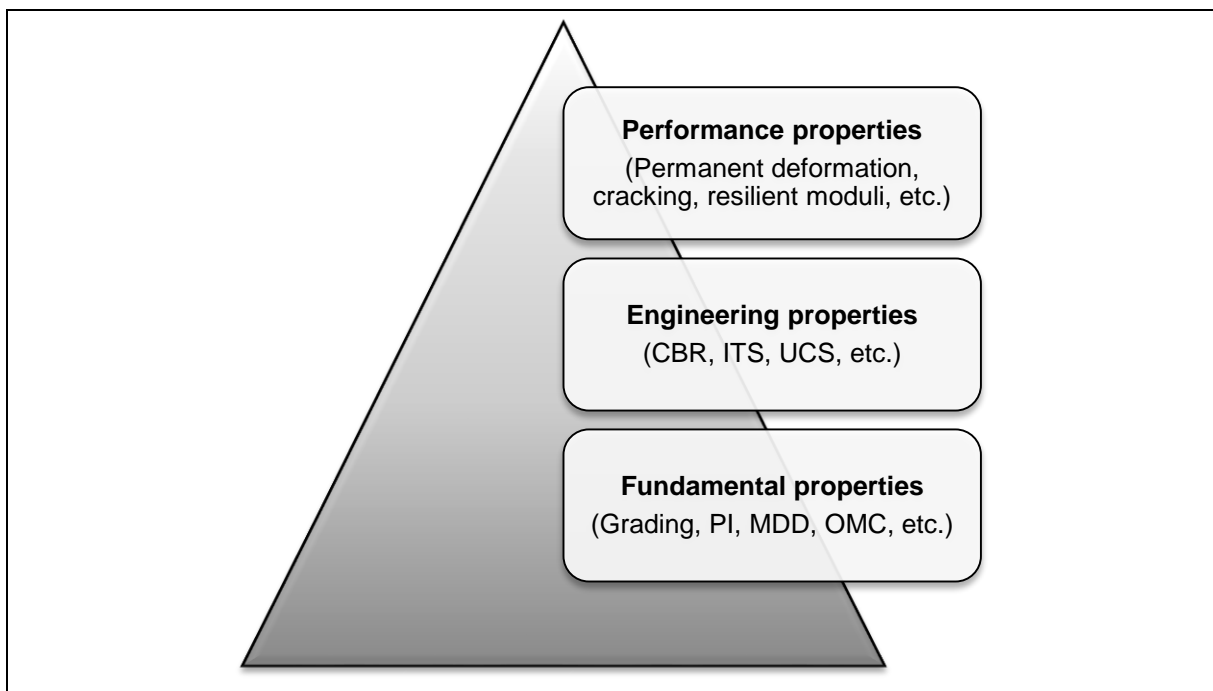 Performance properties
(Permanent deformation,
cracking, resilient moduli, etc.)
Engineering properties
(CBR, ITS, UCS, etc.)
Fundamental properties
(Grading, PI, MDD, OMC, etc.)